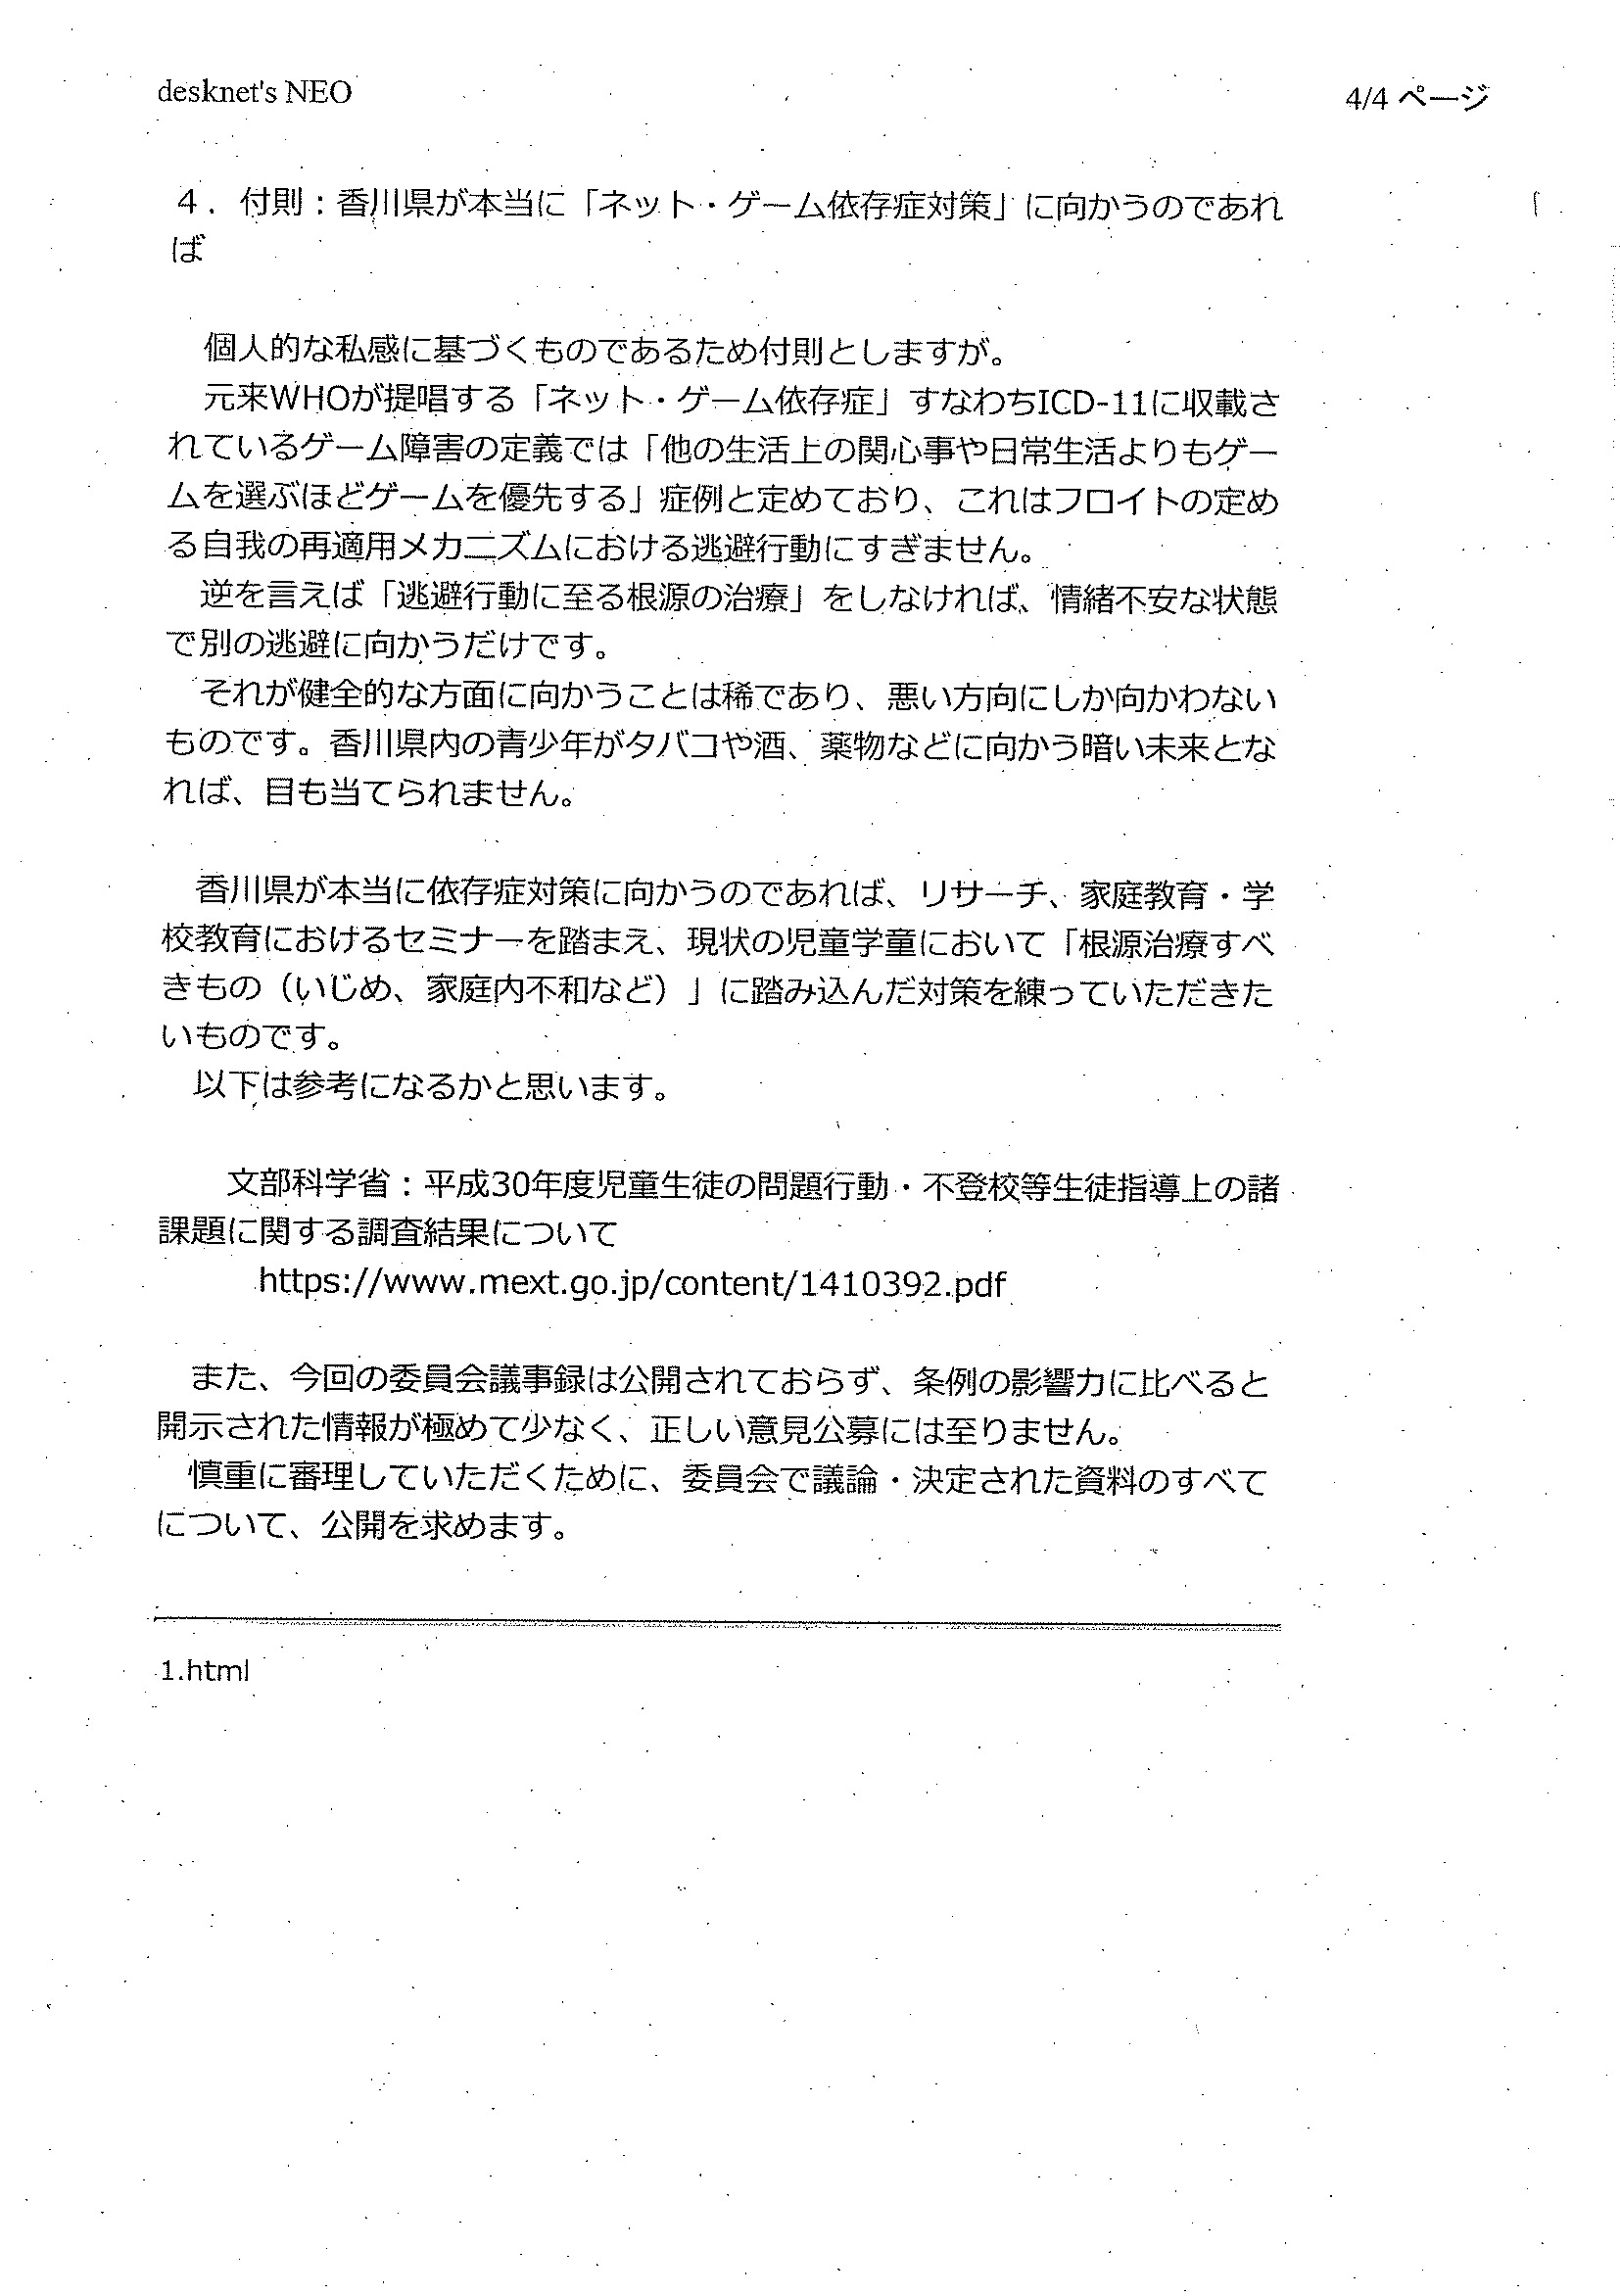 desknet's NEO
4/4 ページ
４．付則：香川県が本当に「ネット・ゲーム依存症対策」に向かうのであれ
ば
個人的な私感に基づくものであるため付則としますが。
元来WHOが提唱する「ネット・ゲーム依存症」すなわちICD-11に収載さ
れているゲーム障害の定義では「他の生活上の関心事や日常生活よりもゲー
ムを選ぶほどゲームを優先する」症例と定めており、これはフロイトの定め
る自我の再適用メカニズムにおける逃避行動にすぎません。
逆を言えば「逃避行動に至る根源の治療」をしなければ、情緒不安な状態
で別の逃避に向かうだけです。
それが健全的な方面に向かうことは稀であり、悪い方向にしか向かわない
ものです。香川県内の青少年がタバコや酒、薬物などに向かう暗い未来とな
れば、目も当てられません。
香川県が本当に依存症対策に向かうのであれば、リサーチ、家庭教育・学
校教育におけるセミナーを踏まえ、現状の児童学童において「根源治療すべ
きもの（いじめ、家庭内不和など）」に踏み込んだ対策を練っていただきた
いものです。
以下は参考になるかと思います。
文部科学省：平成30年度児童生徒の問題行動・不登校等生徒指導上の諸
課題に関する調査結果について
https://www.mext.go.jp/content/1410392.pdf
また、今回の委員会議事録は公開されておらず、条例の影響力に比べると
開示された情報が極めて少なく、正しい意見公募には至りません。
慎重に審理していただくために、委員会で議論・決定された資料のすべて
について、公開を求めます。
1.html